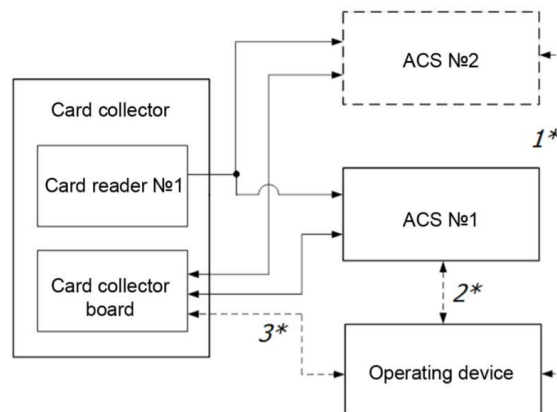 ACS №2
Card collector
1*
Card reader №1
ACS №1
Card collector
board
2*
3*
Operating device